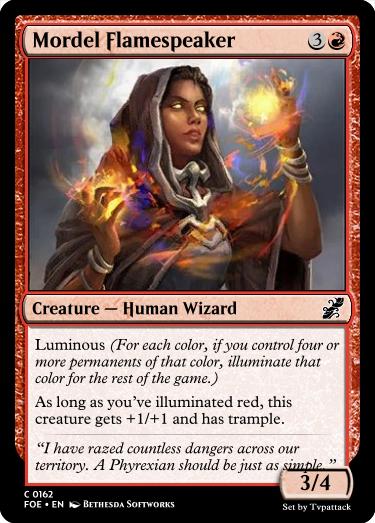 Mordel Flamespeaker 3
Creature — Human Wizard
Luminous (For each color, if you control four or
more permanents of that color, illuminate that
color for the rest of the game.)
As long as you've illuminated red, this
creature gets +1/+1 and has trample.
“I have razed countless dangers across our
territory. A Phyrexian should be just as simple.”
3/4
C 0162
FOE • EN Bethesda Softworks
Set by Tvpattack